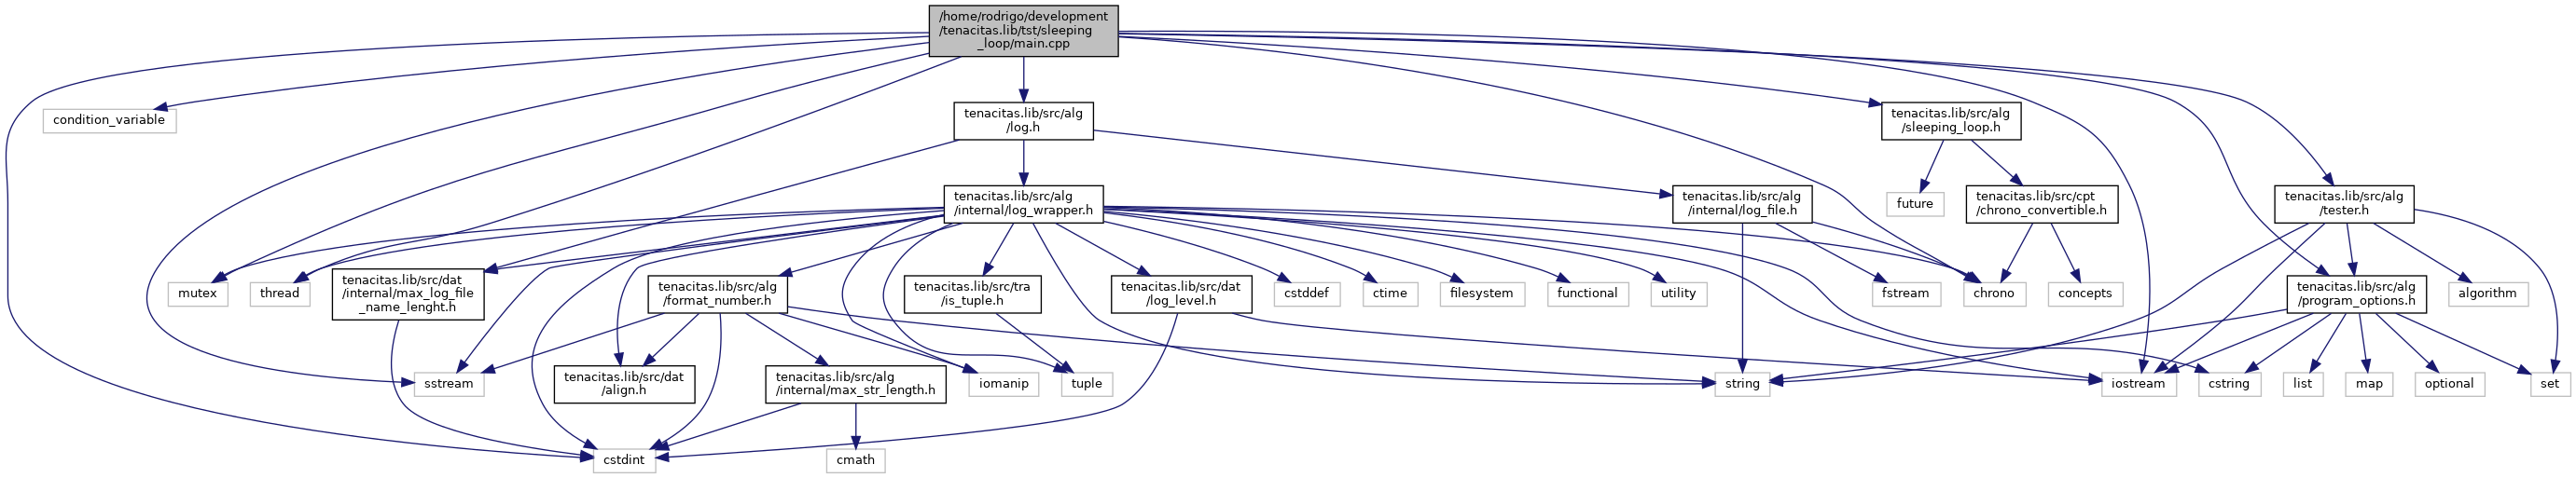 /home/rodrigo/development
/tenacitas.lib/tst/sleeping
_loop/main.cpp
condition_variable
tenacitas.lib/src/alg
/log.h
tenacitas.lib/src/alg
/sleeping_loop.h
tenacitas.lib/src/alg
/internal/log_wrapper.h
tenacitas.lib/src/alg
/internal/log_file.h
future
tenacitas.lib/src/cpt
/chrono_convertible.h
tenacitas.lib/src/alg
/tester.h
mutex
thread
tenacitas.lib/src/dat
/internal/max_log_file
_name_lenght.h
tenacitas.lib/src/alg
/format_number.h
tenacitas.lib/src/tra
/is_tuple.h
tenacitas.lib/src/dat
/log_level.h
cstddef
ctime
filesystem
functional
utility
fstream
chrono
concepts
tenacitas.lib/src/alg
/program_options.h
algorithm
sstream
tenacitas.lib/src/dat
/align.h
tenacitas.lib/src/alg
/internal/max_str_length.h
iomanip
tuple
string
iostream
cstring
list
map
optional
set
cstdint
cmath